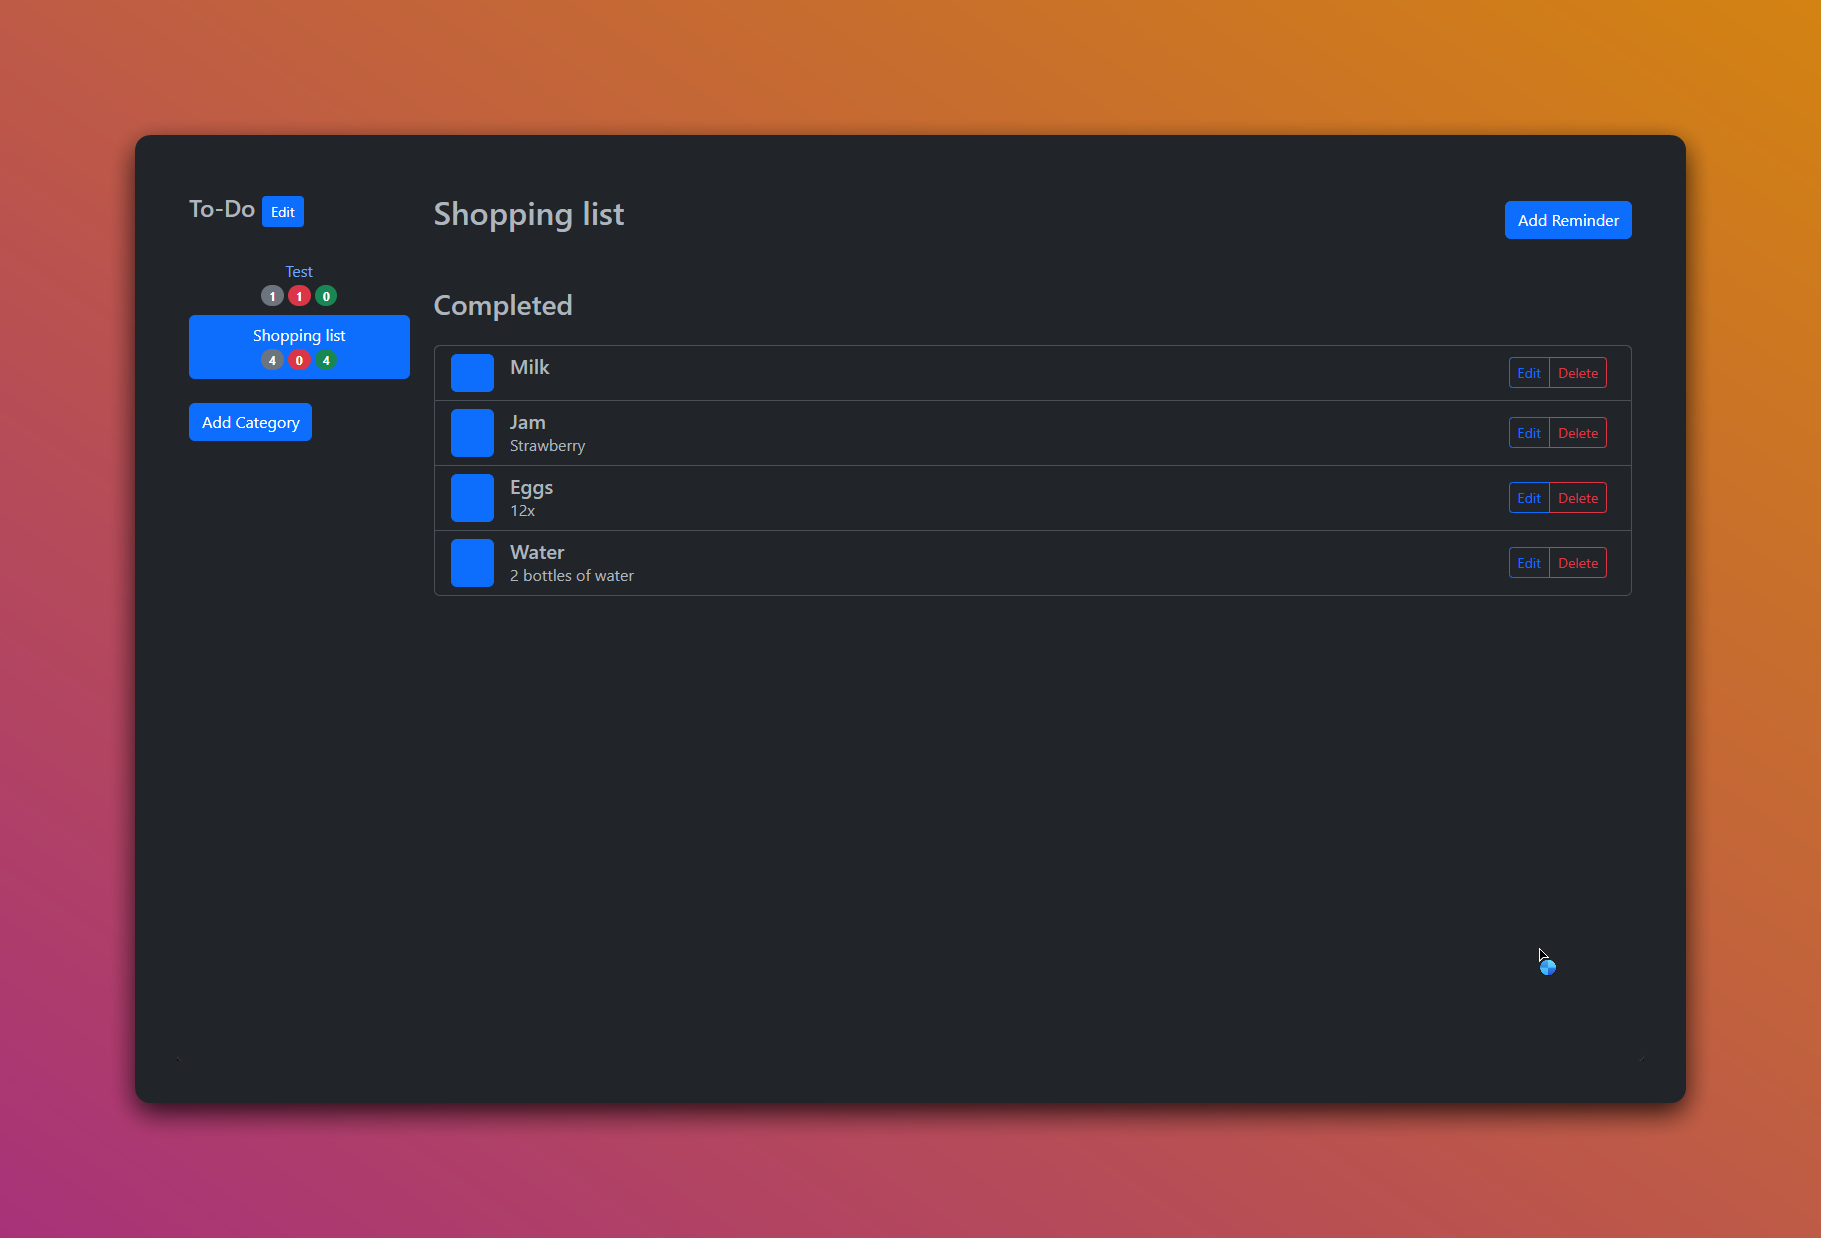 To-Do Edit
Test
1 1 0
Shopping list
4 0 4
Add Category
Shopping list
Add Reminder
Completed
Milk
Edit Delete
Jam
Strawberry
Edit Delete
Eggs
12x
Edit Delete
Water
2 bottles of water
Edit Delete